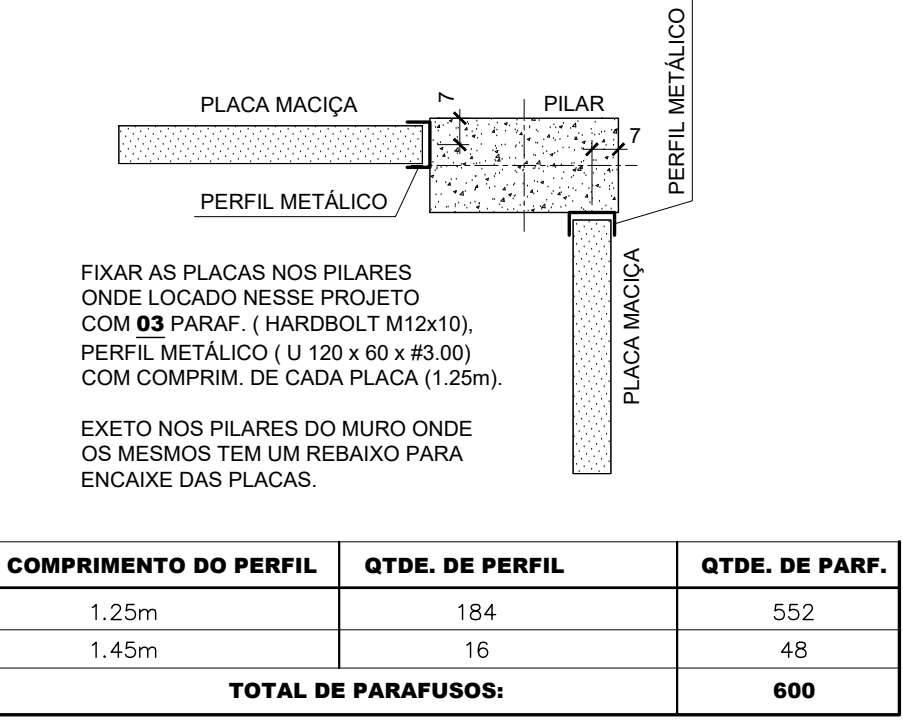 PLACA MACIÇA
7
PILAR
7
PERFIL METÁLICO
PERFIL METÁLICO
PLACA MACIÇA
FIXAR AS PLACAS NOS PILARES
ONDE LOCADO NESSE PROJETO
COM 03 PARAF. ( HARDBOLT M12x10),
PERFIL METÁLICO ( U 120 x 60 x #3.00)
COM COMPRIM. DE CADA PLACA (1.25m).
EXETO NOS PILARES DO MURO ONDE
OS MESMOS TEM UM REBAIXO PARA
ENCAIXE DAS PLACAS.
COMPRIMENTO DO PERFIL QTDE. DE PERFIL QTDE. DE PARF.
1.25m 184 552
1.45m 16 48
TOTAL DE PARAFUSOS: 600